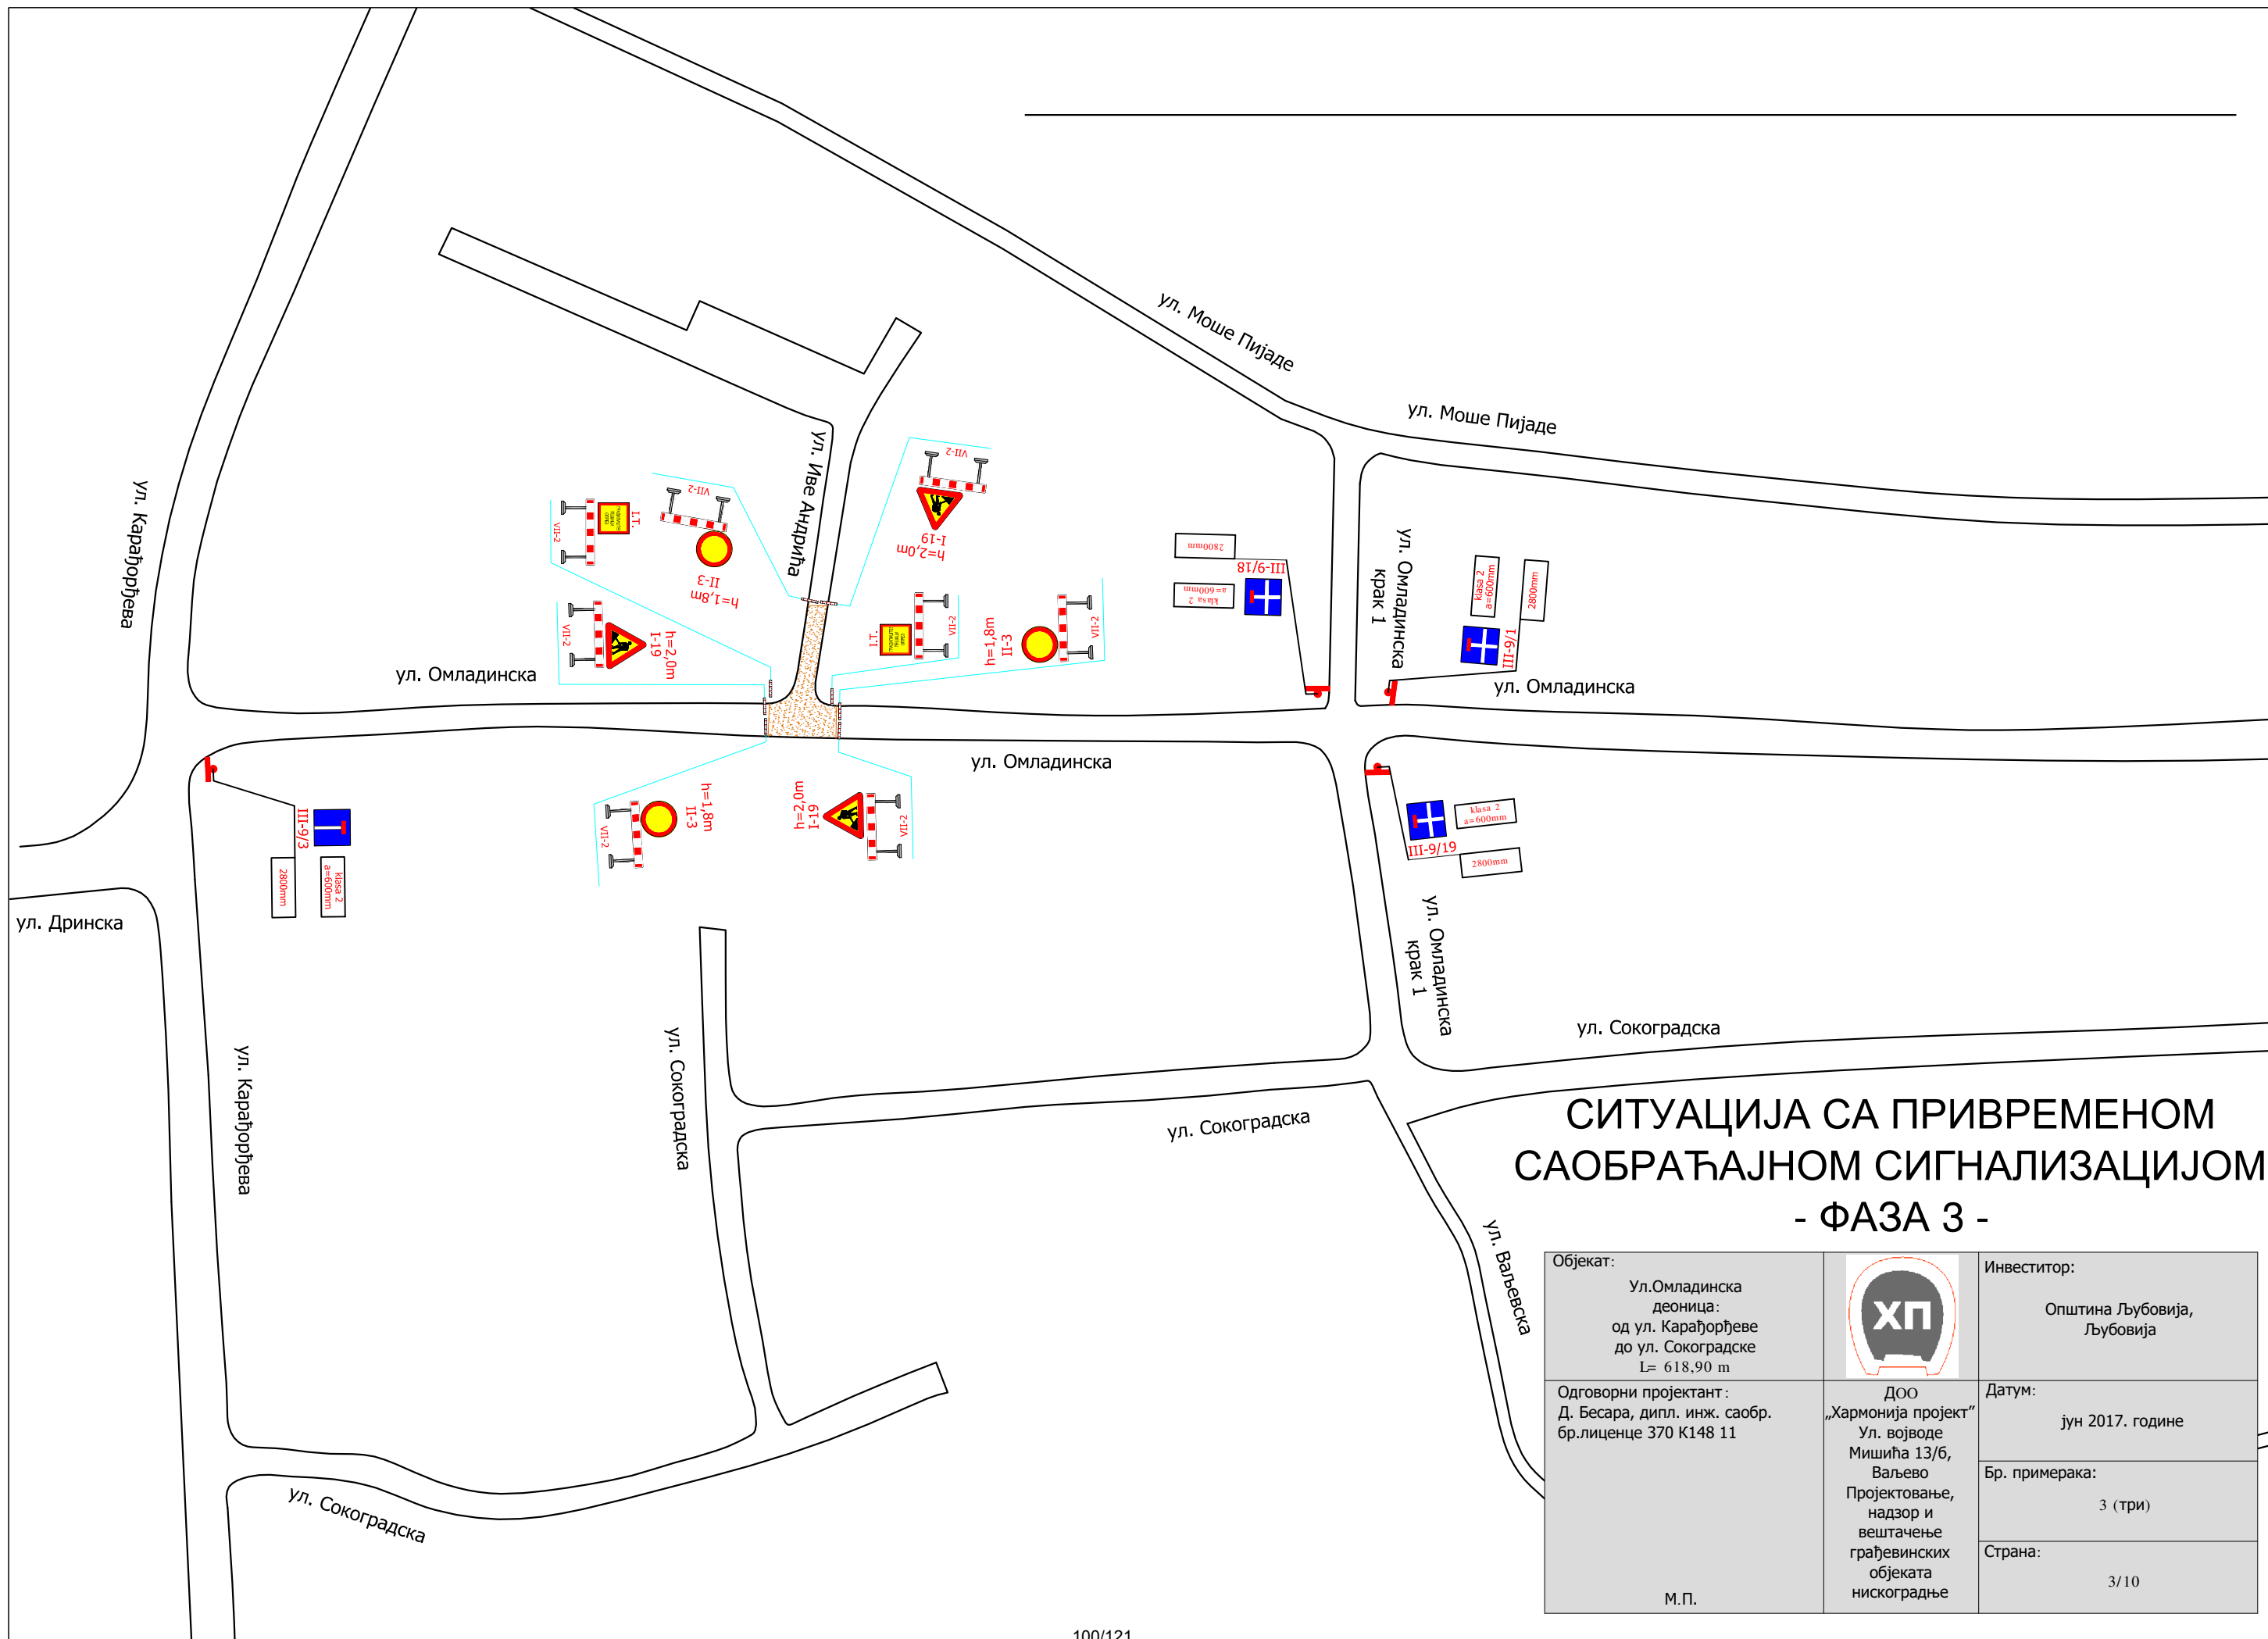 ул. Моше Пијаде
ул. Моше Пијаде
ул. Карађорђева
ул. Иве Андрића
VII-2
I-19
h=2,0m
VII-2
II-3
h=1,8m
VII-2
I.T.
VII-2
h=2,0m
I-19
I.T.
VII-2
h=1,8m
II-3
VII-2
2800mm
III-9/18
klasa 2
a=600mm
ул. Омладинска
крак 1
klasa 2
a=600mm
2800mm
III-9/1
ул. Омладинска
ул. Омладинска
ул. Омладинска
III-9/3
2800mm
klasa 2
a=600mm
h=1,8m
II-3
VII-2
h=2,0m
I-19
VII-2
klasa 2
a=600mm
III-9/19
2800mm
ул. Дринска
ул. Омладинска
крак 1
ул. Сокоградска
ул. Карађорђева
ул. Сокоградска
ул. Сокоградска
ул. Ваљевска
ул. Сокоградска
СИТУАЦИЈА СА ПРИВРЕМЕНОМ
САОБРАЋАЈНОМ СИГНАЛИЗАЦИЈОМ
- ФАЗА 3 -
Објекат:
Ул.Омладинска
деоница:
од ул. Карађорђеве
до ул. Сокоградске
L= 618,90 m
ХП
Инвеститор:
Општина Љубовија,
Љубовија
Одговорни пројектант:
Д. Бесара, дипл. инж. саобр.
бр.лиценце 370 К148 11
М.П.
ДОО
„Хармонија пројект”
Ул. војводе
Мишића 13/б,
Ваљево
Пројектовање,
надзор и
вештачење
грађевинских
објеката
нискоградње
Датум:
јун 2017. године
Бр. примерака:
3 (три)
Страна:
3/10
100/121